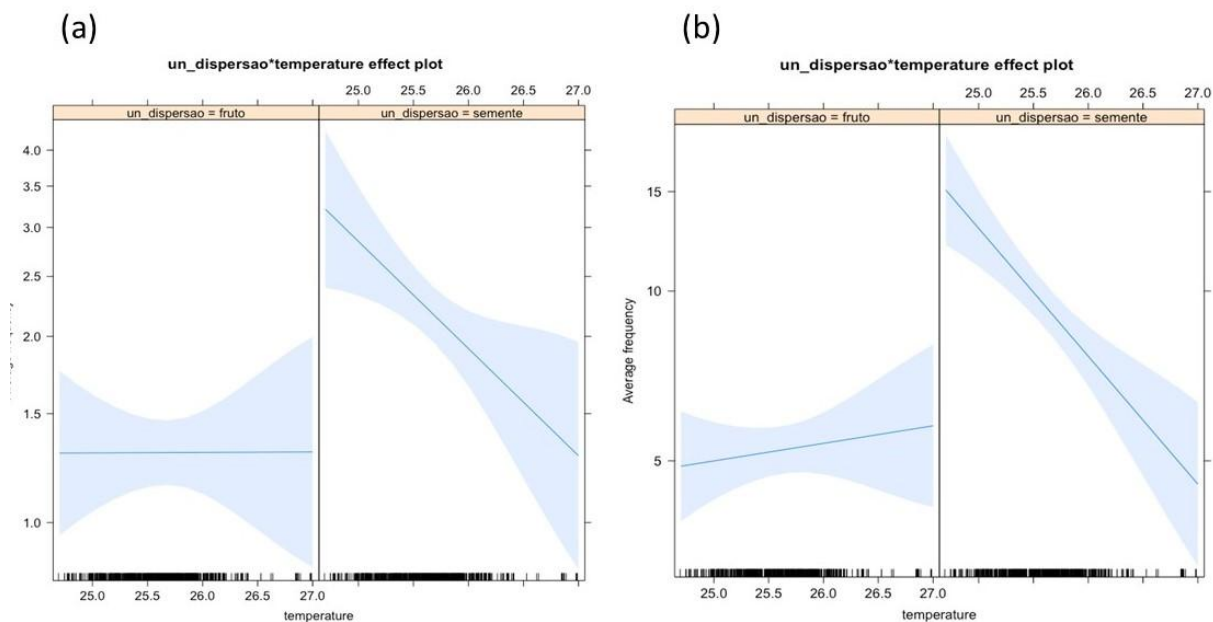 (a)
un_dispersao*temperature effect plot
25.0 25.5 26.0 26.5 27.0
un_dispersao = fruto
un_dispersao = semente
4.0
3.5
3.0
2.5
2.0
1.5
1.0
25.0 25.5 26.0 26.5 27.0
temperature
(b)
un_dispersao*temperature effect plot
25.0 25.5 26.0 26.5 27.0
un_dispersao = fruto
un_dispersao = semente
15
10
5
Average frequency
25.0 25.5 26.0 26.5 27.0
temperature